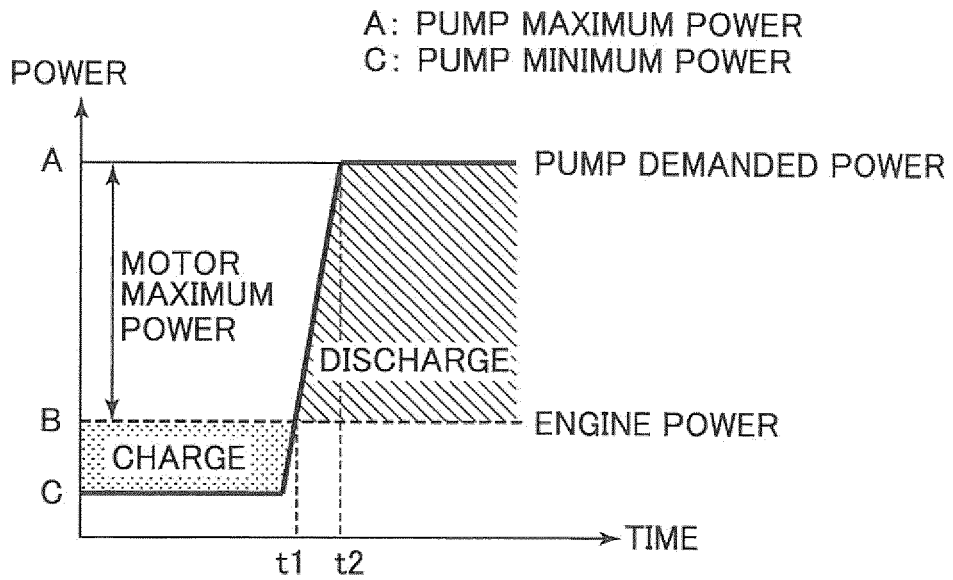 A: PUMP MAXIMUM POWER
C: PUMP MINIMUM POWER
POWER
A
PUMP DEMANDED POWER
MOTOR
MAXIMUM
POWER
DISCHARGE
B
ENGINE POWER
CHARGE
C
TIME
t1
t2